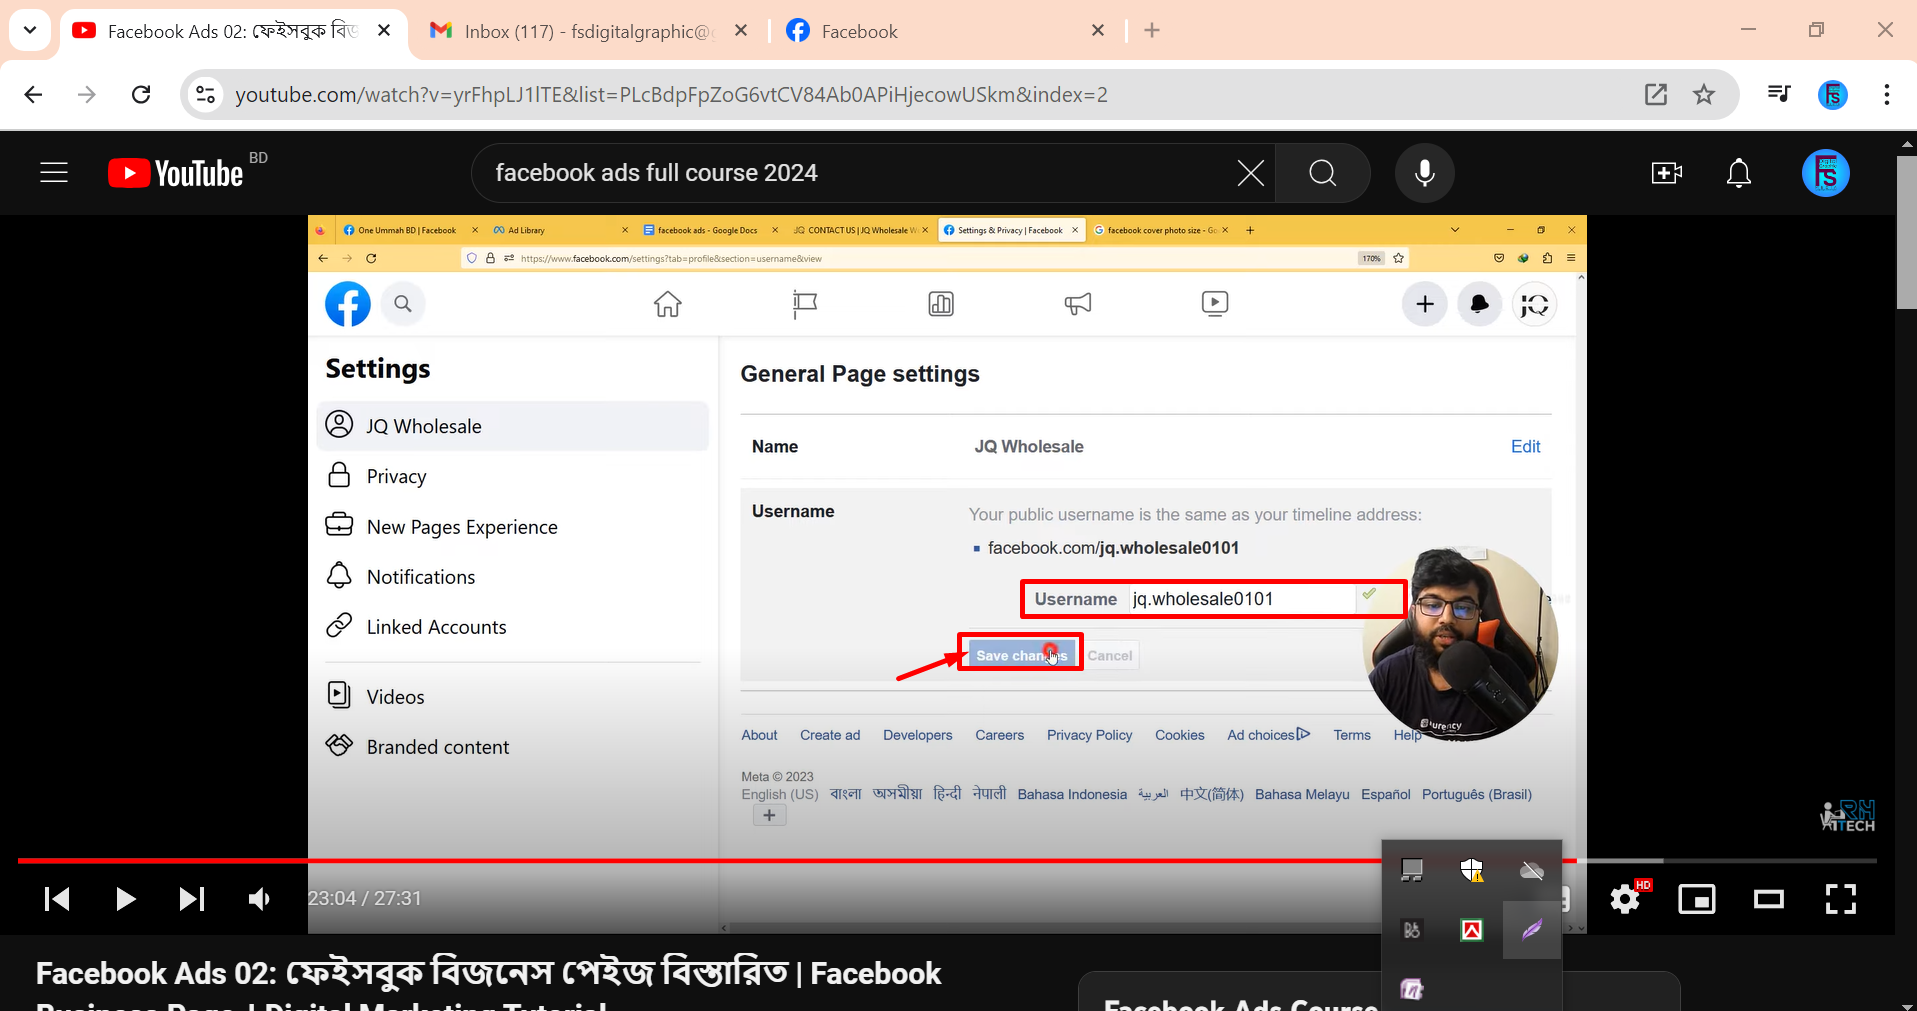 Facebook Ads 02: ফেইসবুক বিজ
Inbox (117) - fsdigitalgraphic@
Facebook
youtube.com/watch?v=yrFhpLJ1lTE&list=PLcBdpFpZoG6vtCV84Ab0APiHjecowUSkm&index=2
YouTube BD
facebook ads full course 2024
One Ummah BD | Facebook
Ad Library
facebook ads - Google Docs
CONTACT US | JQ Wholesale W
Settings & Privacy | Facebook
facebook cover photo size - Go
https://www.facebook.com/settings?tab=profile&section=username&view
170%
JQ
Settings
JQ Wholesale
Privacy
New Pages Experience
Notifications
Linked Accounts
Videos
Branded content
General Page settings
Name JQ Wholesale Edit
Username Your public username is the same as your timeline address:
facebook.com/jq.wholesale0101
Username jq.wholesale0101
Save changes Cancel
About Create ad Developers Careers Privacy Policy Cookies Ad choices Terms Help
Meta © 2023
English (US) বাংলা অসমীয়া हिन्दी नेपाली Bahasa Indonesia العربية 中文(简体) Bahasa Melayu Español Português (Brasil)
RH
TECH
23:04 / 27:31
HD
Facebook Ads 02: ফেইসবুক বিজনেস পেইজ বিস্তারিত | Facebook
Business Page | Digital Marketing Tutorial
Facebook Ads Course